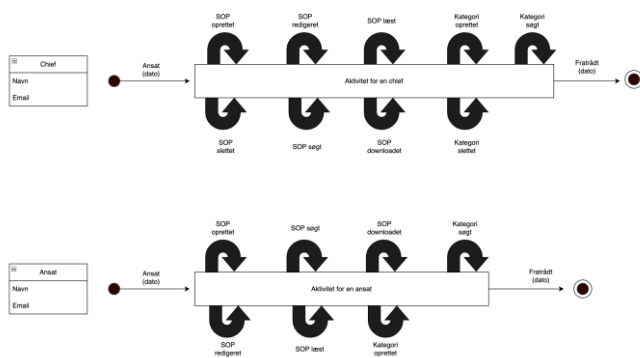 SOP
oprettet
SOP
redigeret
SOP læst
Kategori
oprettet
Kategori
søgt
Chief
Navn
Email
Ansat
(dato)
Aktivitet for en chief
Fratrådt
(dato)
SOP
slettet
SOP søgt
SOP
downloadet
Kategori
slettet
SOP
oprettet
SOP søgt
SOP
downloadet
Kategori
søgt
Ansat
Navn
Email
Ansat
(dato)
Aktivitet for en ansat
Fratrådt
(dato)
SOP
redigeret
SOP læst
Kategori
oprettet